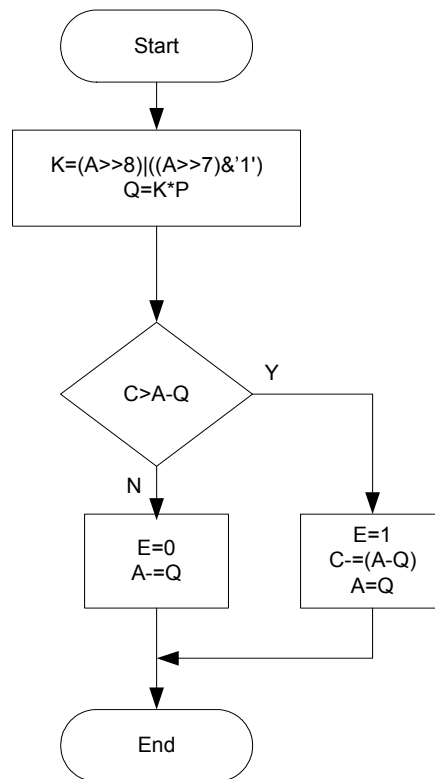 Start
K=(A>>8)|((A>>7)&'1')
Q=K*P
C>A-Q
Y
N
E=0
A-=Q
E=1
C-=(A-Q)
A=Q
End